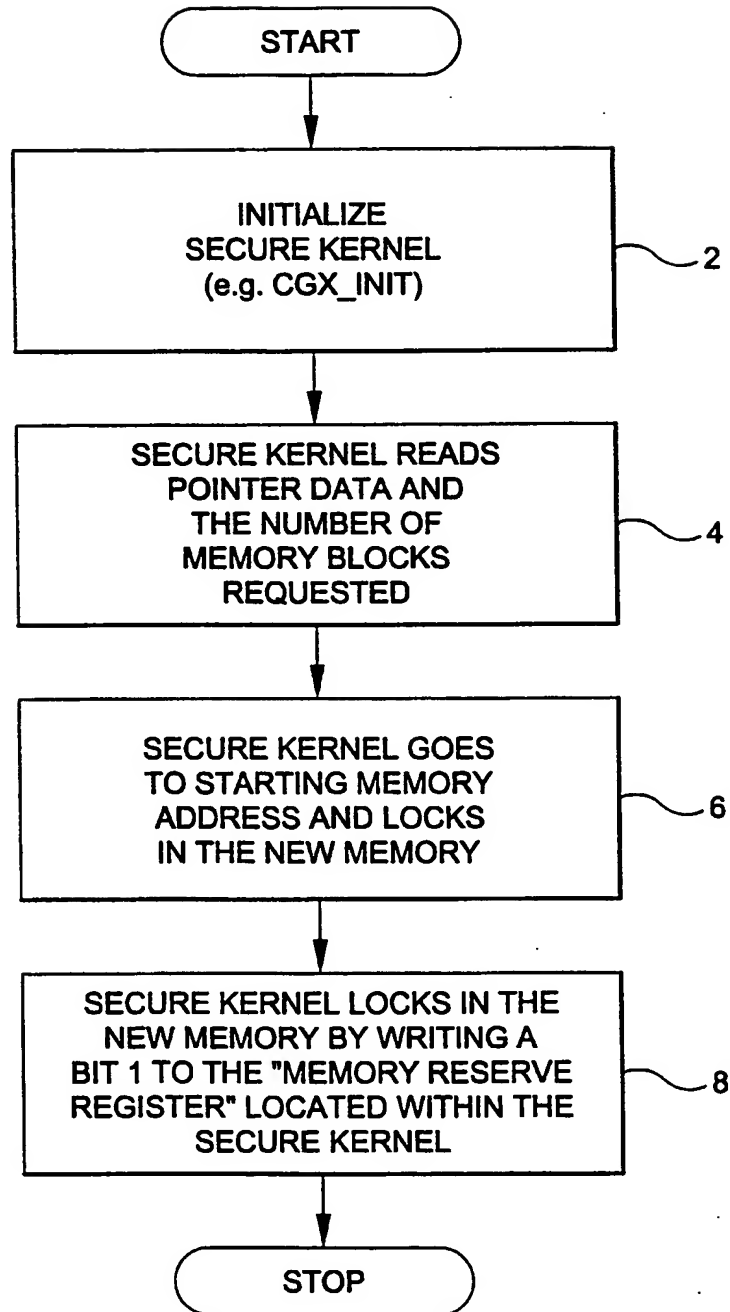 START
INITIALIZE
SECURE KERNEL
(e.g. CGX_INIT)
2
SECURE KERNEL READS
POINTER DATA AND
THE NUMBER OF
MEMORY BLOCKS
REQUESTED
4
SECURE KERNEL GOES
TO STARTING MEMORY
ADDRESS AND LOCKS
IN THE NEW MEMORY
6
SECURE KERNEL LOCKS IN THE
NEW MEMORY BY WRITING A
BIT 1 TO THE "MEMORY RESERVE
REGISTER" LOCATED WITHIN THE
SECURE KERNEL
8
STOP